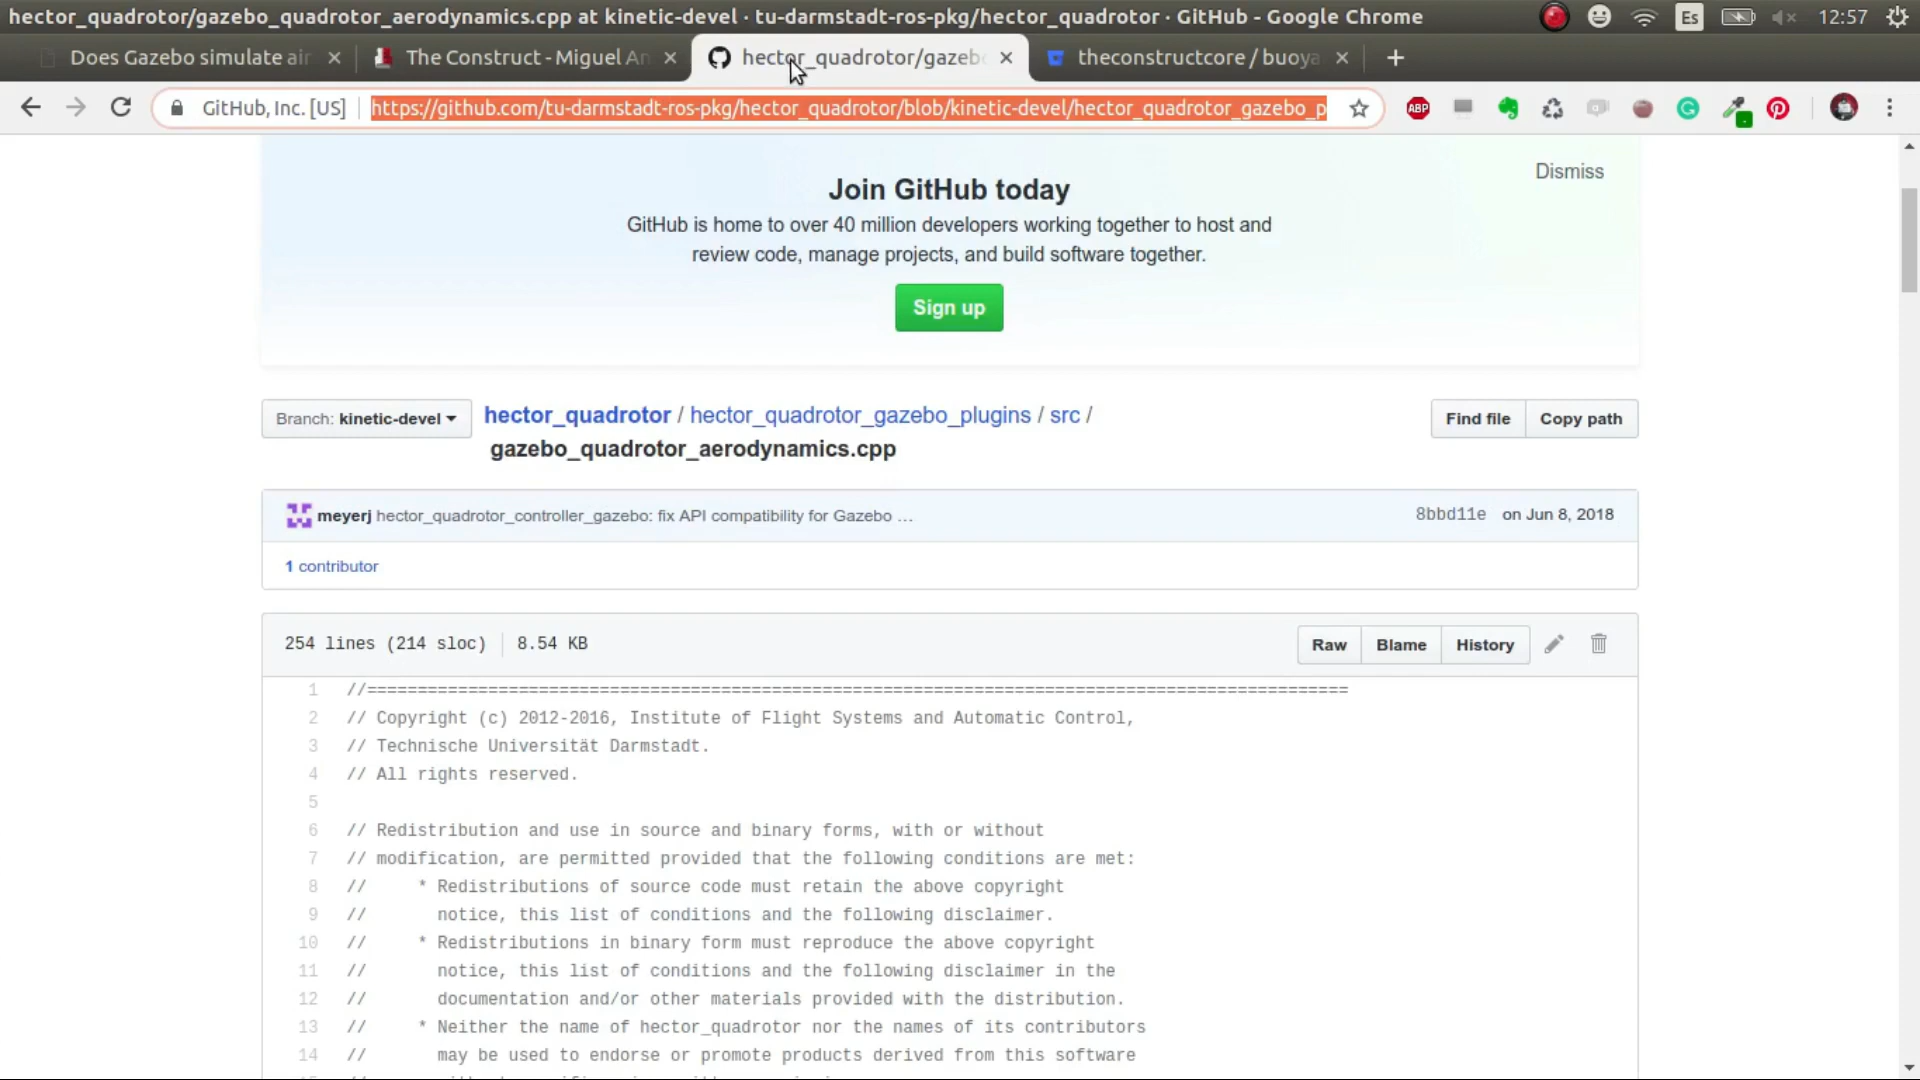 hector_quadrotor/gazebo_quadrotor_aerodynamics.cpp at kinetic-devel · tu-darmstadt-ros-pkg/hector_quadrotor · GitHub - Google Chrome
Es
12:57
Does Gazebo simulate air
The Construct - Miguel An
hector_quadrotor/gazeb
theconstructcore / buoya
GitHub, Inc. [US]
https://github.com/tu-darmstadt-ros-pkg/hector_quadrotor/blob/kinetic-devel/hector_quadrotor_gazebo_p
ABP
Join GitHub today
Dismiss
GitHub is home to over 40 million developers working together to host and
review code, manage projects, and build software together.
Sign up
Branch: kinetic-devel
hector_quadrotor / hector_quadrotor_gazebo_plugins / src /
gazebo_quadrotor_aerodynamics.cpp
Find file
Copy path
meyerj hector_quadrotor_controller_gazebo: fix API compatibility for Gazebo …
8bbd11e on Jun 8, 2018
1 contributor
254 lines (214 sloc) 8.54 KB
Raw
Blame
History
1 //=================================================================================================
2 // Copyright (c) 2012-2016, Institute of Flight Systems and Automatic Control,
3 // Technische Universität Darmstadt.
4 // All rights reserved.
5
6 // Redistribution and use in source and binary forms, with or without
7 // modification, are permitted provided that the following conditions are met:
8 // * Redistributions of source code must retain the above copyright
9 // notice, this list of conditions and the following disclaimer.
10 // * Redistributions in binary form must reproduce the above copyright
11 // notice, this list of conditions and the following disclaimer in the
12 // documentation and/or other materials provided with the distribution.
13 // * Neither the name of hector_quadrotor nor the names of its contributors
14 // may be used to endorse or promote products derived from this software